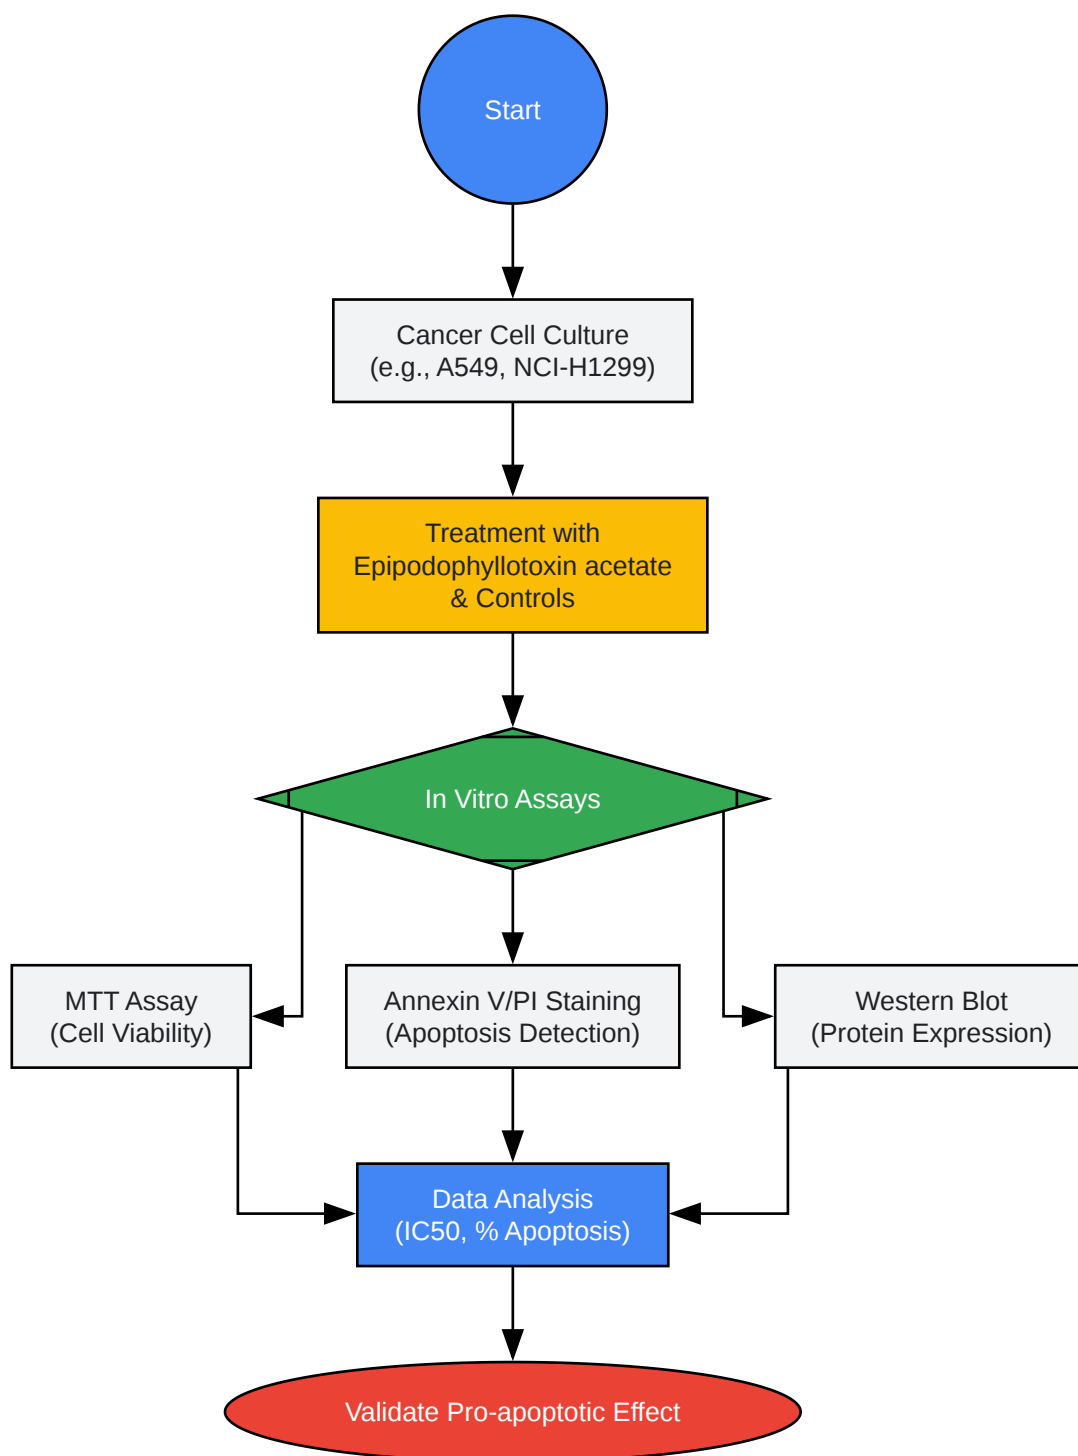 Start
Cancer Cell Culture
(e.g., A549, NCI-H1299)
Treatment with
Epipodophyllotoxin acetate
& Controls
In Vitro Assays
MTT Assay
(Cell Viability)
Annexin V/PI Staining
(Apoptosis Detection)
Western Blot
(Protein Expression)
Data Analysis
(IC50, % Apoptosis)
Validate Pro-apoptotic Effect